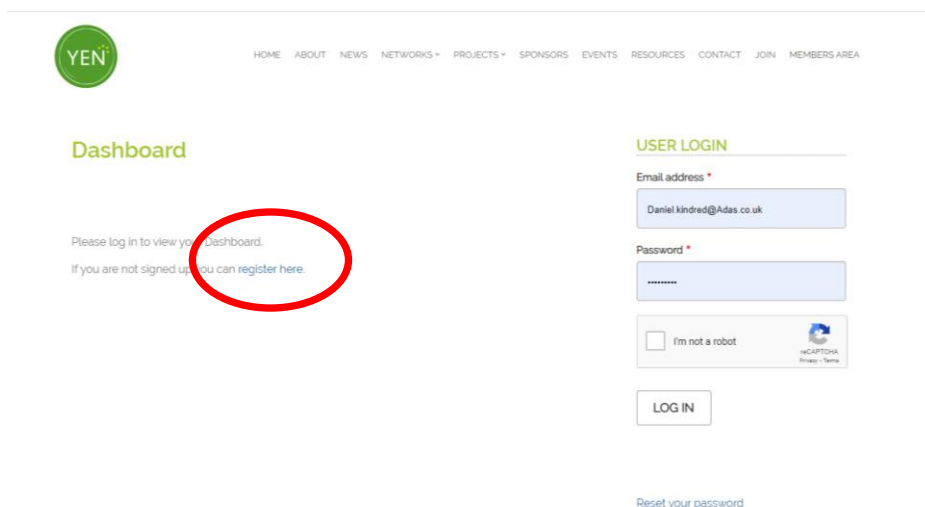 YEN
HOME ABOUT NEWS NETWORKS PROJECTS SPONSORS EVENTS RESOURCES CONTACT JOIN MEMBERS AREA
Dashboard
Please log in to view your Dashboard.
If you are not signed up you can register here.
USER LOGIN
Email address *
Daniel.kindred@Adas.co.uk
Password *
•••••••••
I'm not a robot
reCAPTCHA
Privacy - Terms
LOG IN
Reset your password